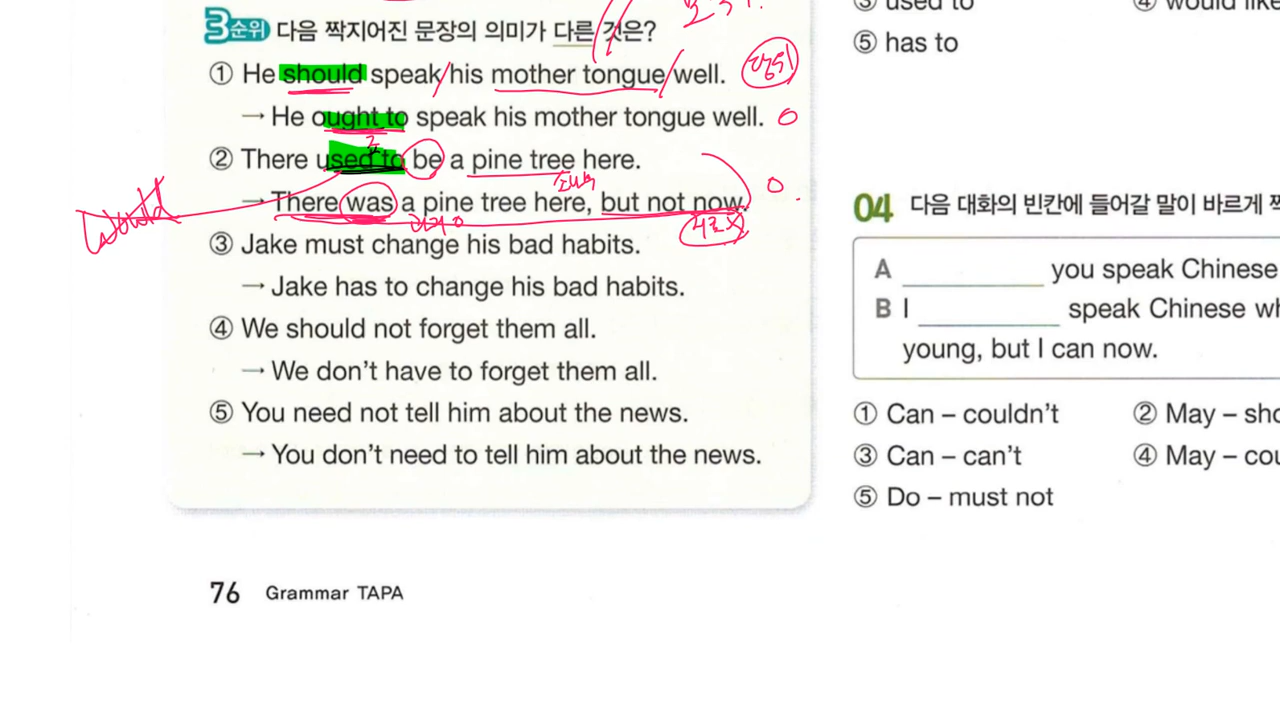 3순위 다음 짝지어진 문장의 의미가 다른 것은?
① He should speak his mother tongue well. 당위
→ He ought to speak his mother tongue well.
② There used to be a pine tree here.
소나무
→ There was a pine tree here, but not now.
would
③ Jake must change his bad habits.
→ Jake has to change his bad habits.
④ We should not forget them all.
→ We don't have to forget them all.
⑤ You need not tell him about the news.
→ You don't need to tell him about the news.
76 Grammar TAPA
③ used to ④ would like
⑤ has to
04 다음 대화의 빈칸에 들어갈 말이 바르게
A ________ you speak Chinese
B I ________ speak Chinese
young, but I can now.
① Can – couldn't ② May –
③ Can – can't ④ May –
⑤ Do – must not